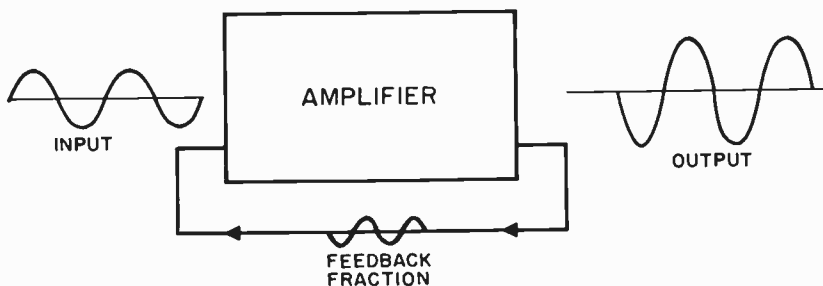 AMPLIFIER
INPUT
OUTPUT
FEEDBACK
FRACTION